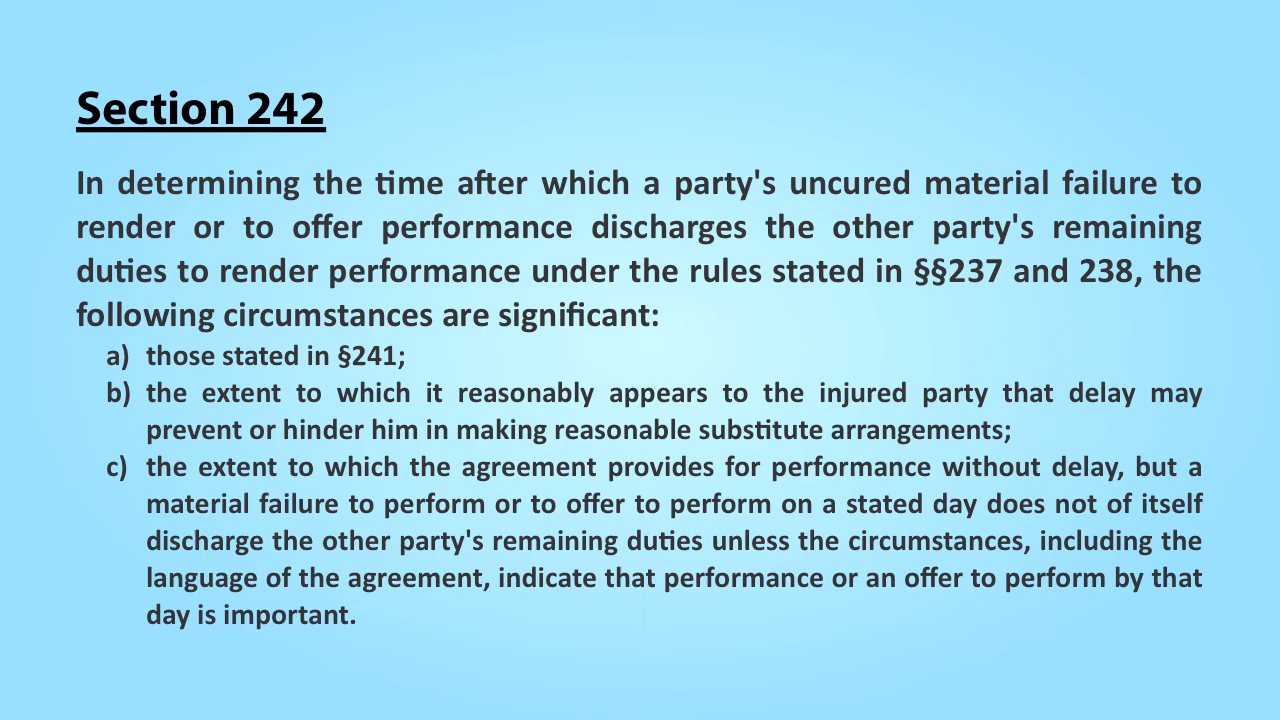 Section 242
In determining the time after which a party's uncured material failure to
render or to offer performance discharges the other party's remaining
duties to render performance under the rules stated in §§237 and 238, the
following circumstances are significant:
a) those stated in §241;
b) the extent to which it reasonably appears to the injured party that delay may
prevent or hinder him in making reasonable substitute arrangements;
c) the extent to which the agreement provides for performance without delay, but a
material failure to perform or to offer to perform on a stated day does not of itself
discharge the other party's remaining duties unless the circumstances, including the
language of the agreement, indicate that performance or an offer to perform by that
day is important.